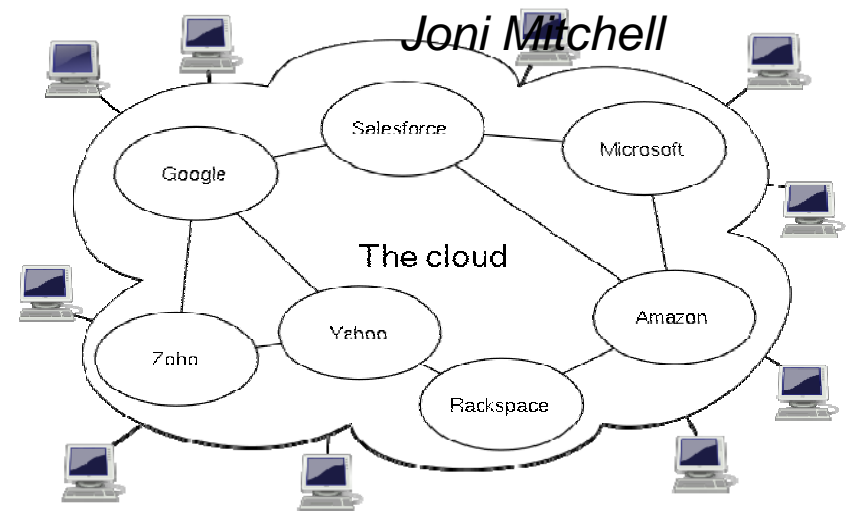 Joni Mitchell
Salesforce
Microsoft
Google
The cloud
Amazon
Yahoo
Zoho
Rackspace